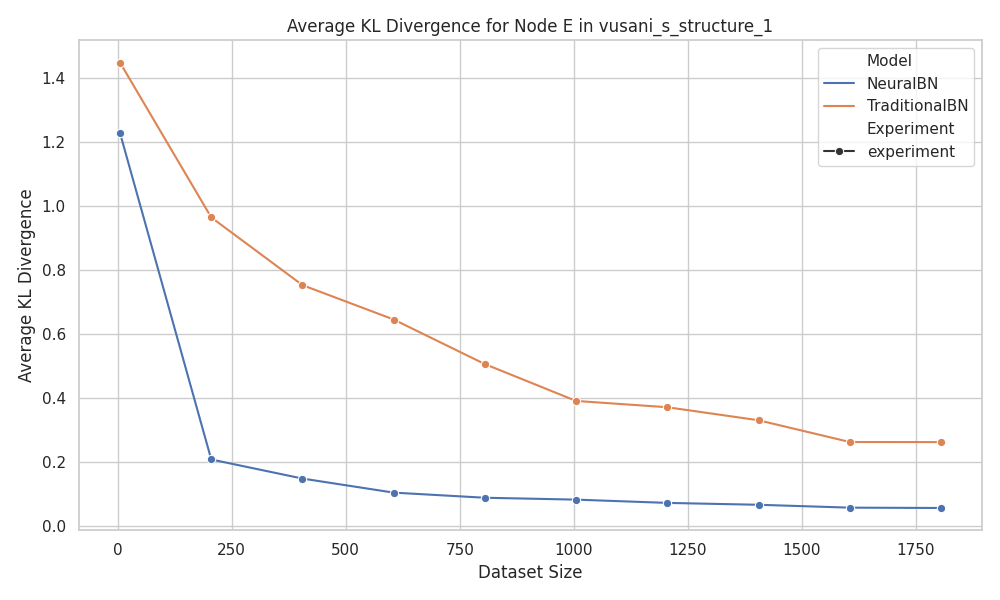 Average KL Divergence for Node E in vusani_s_structure_1
Model
NeuralBN
TraditionalBN
Experiment
experiment
Average KL Divergence
1.4
1.2
1.0
0.8
0.6
0.4
0.2
0.0
0
250
500
750
1000
1250
1500
1750
Dataset Size